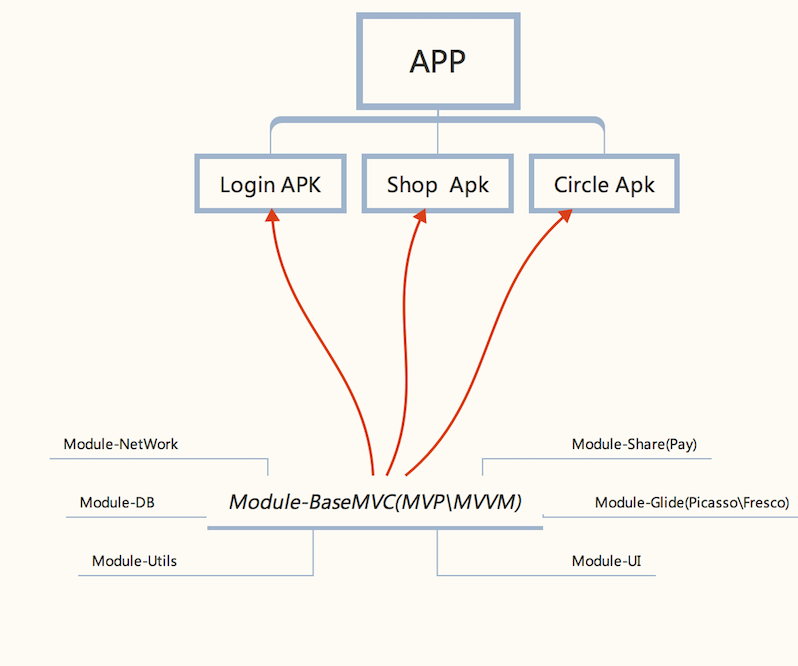 APP
Login APK
Shop  Apk
Circle Apk
Module-NetWork
Module-Share(Pay)
Module-DB
Module-BaseMVC(MVP\MVVM)
Module-Glide(Picasso\Fresco)
Module-Utils
Module-UI